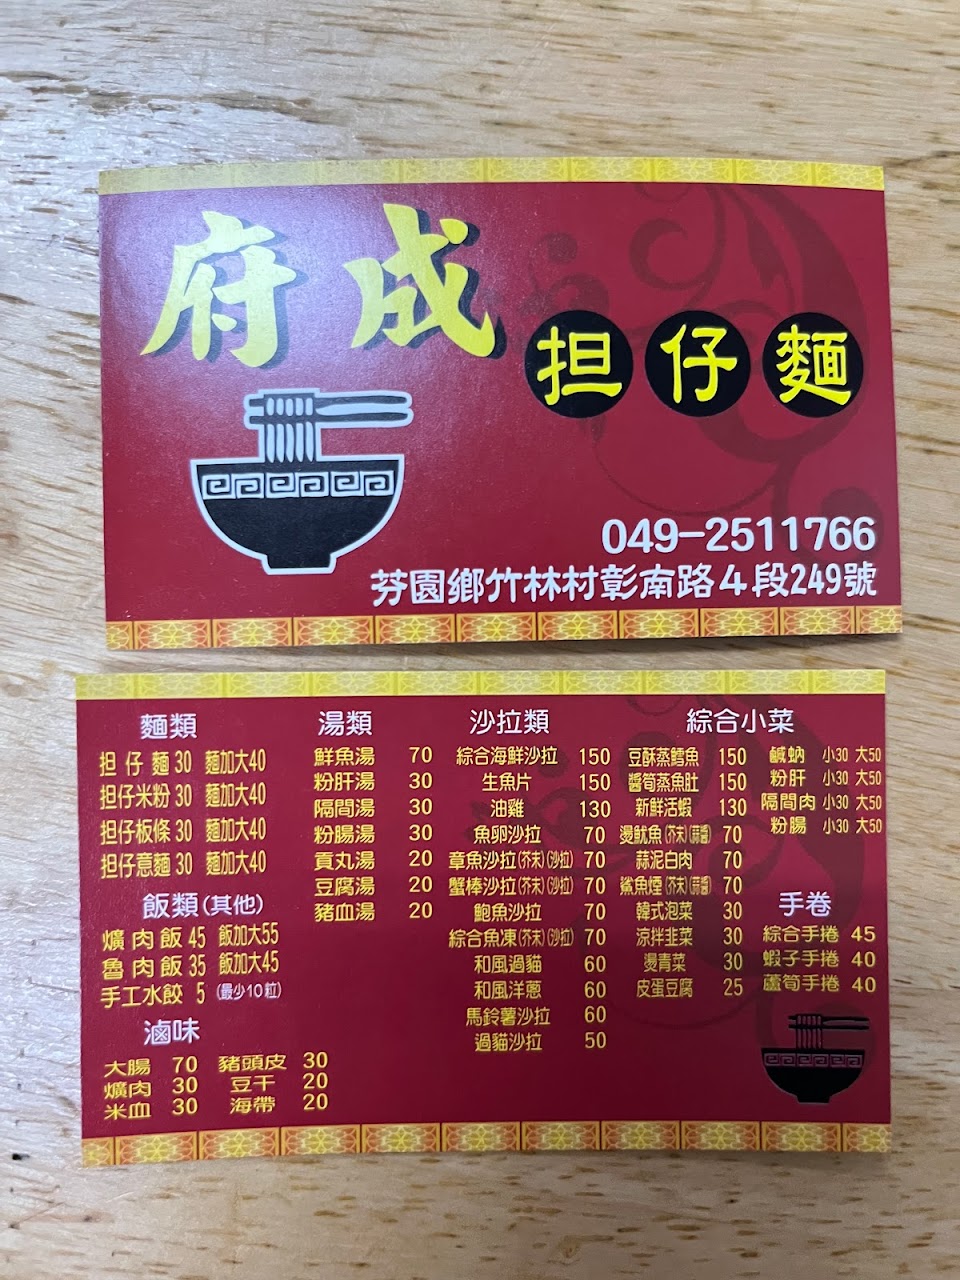 府成
担仔麵
049-2511766
芬園鄉竹林村彰南路4段249號
麵類
担仔麵 30 麵加大40
担仔米粉 30 麵加大40
担仔板條 30 麵加大40
担仔意麵 30 麵加大40
飯類(其他)
爌肉飯 45 飯加大55
魯肉飯 35 飯加大45
手工水餃 5 (最少10粒)
滷味
大腸 70 豬頭皮 30
爌肉 30 豆干 20
米血 30 海帶 20
湯類
鮮魚湯 70
粉肝湯 30
隔間湯 30
粉腸湯 30
貢丸湯 20
豆腐湯 20
豬血湯 20
沙拉類
綜合海鮮沙拉 150
生魚片 150
油雞 130
魚卵沙拉 70
章魚沙拉(芥末)(沙拉) 70
蟹棒沙拉(芥末)(沙拉) 70
鮑魚沙拉 70
綜合魚凍(芥末)(沙拉) 70
和風過貓 60
和風洋蔥 60
馬鈴薯沙拉 60
過貓沙拉 50
綜合小菜
豆酥蒸鱈魚 150
醬筍蒸魚肚 150
新鮮活蝦 130
燙魷魚(芥末)(蒜醬) 70
蒜泥白肉 70
鯊魚煙(芥末)(蒜醬) 70
韓式泡菜 30
涼拌韭菜 30
燙青菜 30
皮蛋豆腐 25
鹹蚋 小30 大50
粉肝 小30 大50
隔間肉 小30 大50
粉腸 小30 大50
手卷
綜合手捲 45
蝦子手捲 40
蘆筍手捲 40